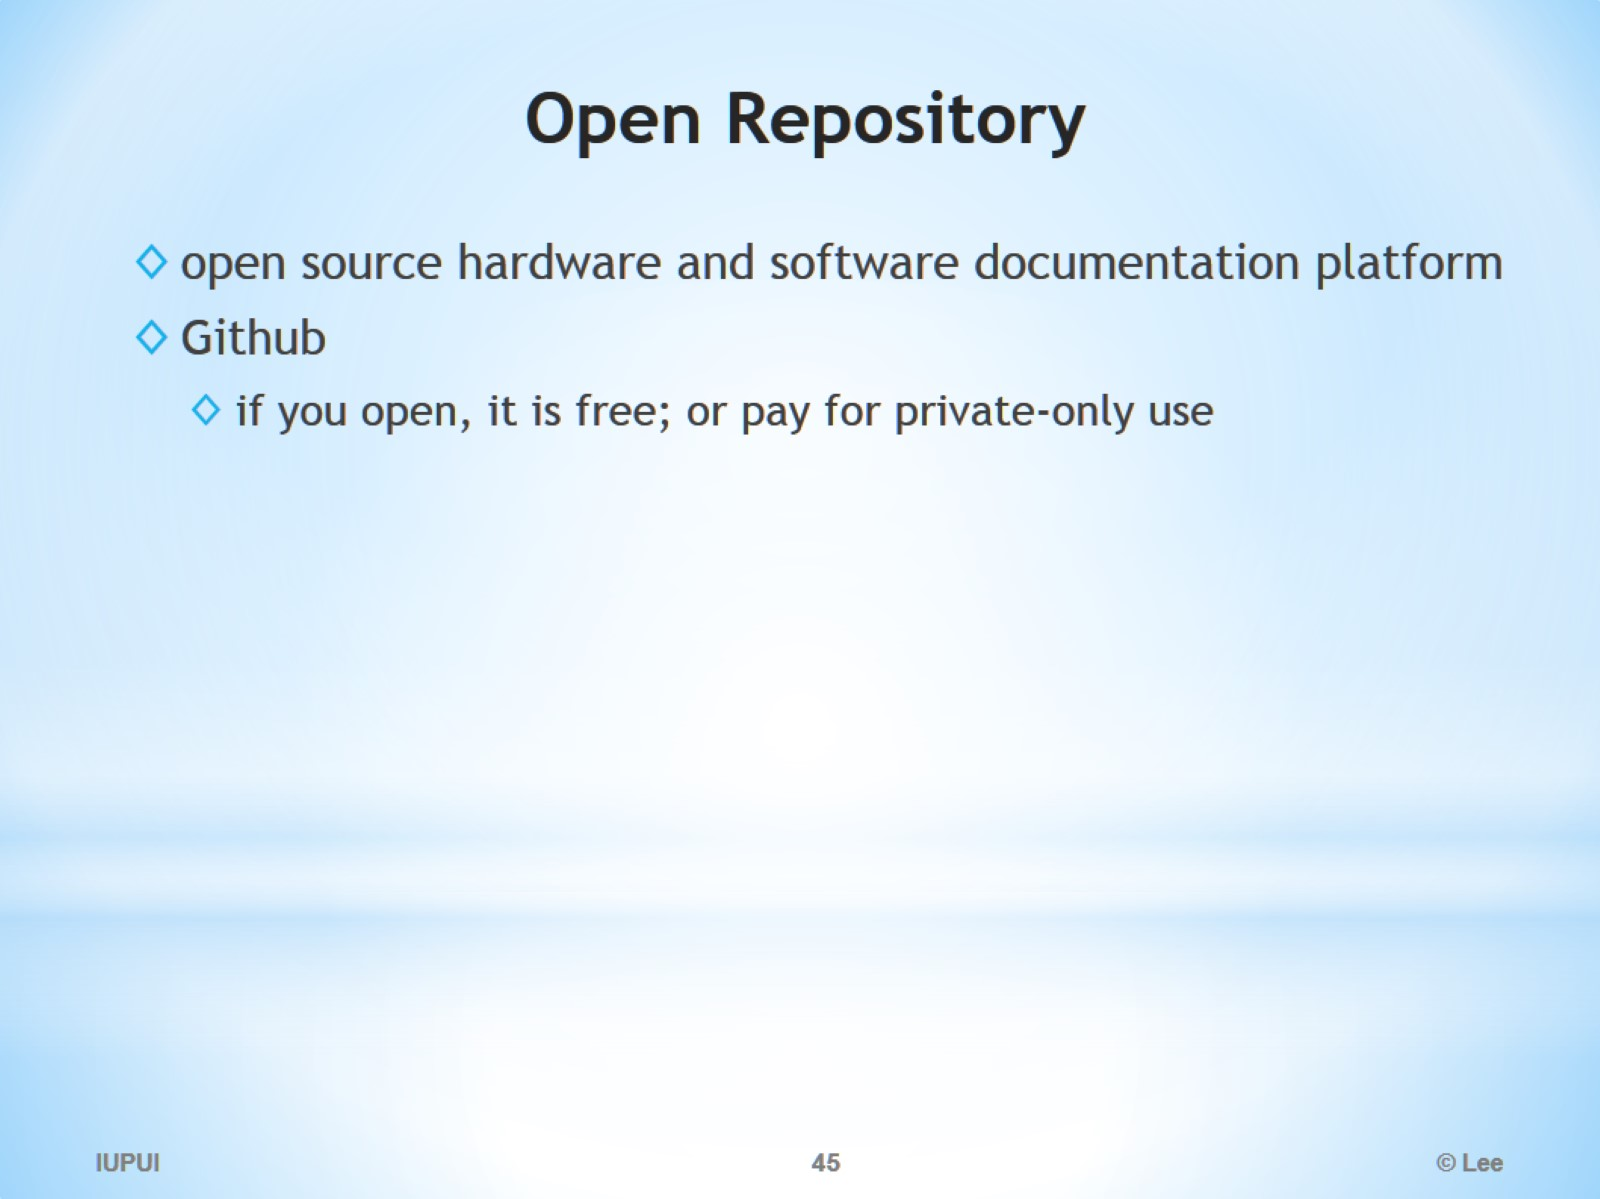 Open Repository
open source hardware and software documentation platform
Github
if you open, it is free; or pay for private-only use
IUPUI
45
© Lee